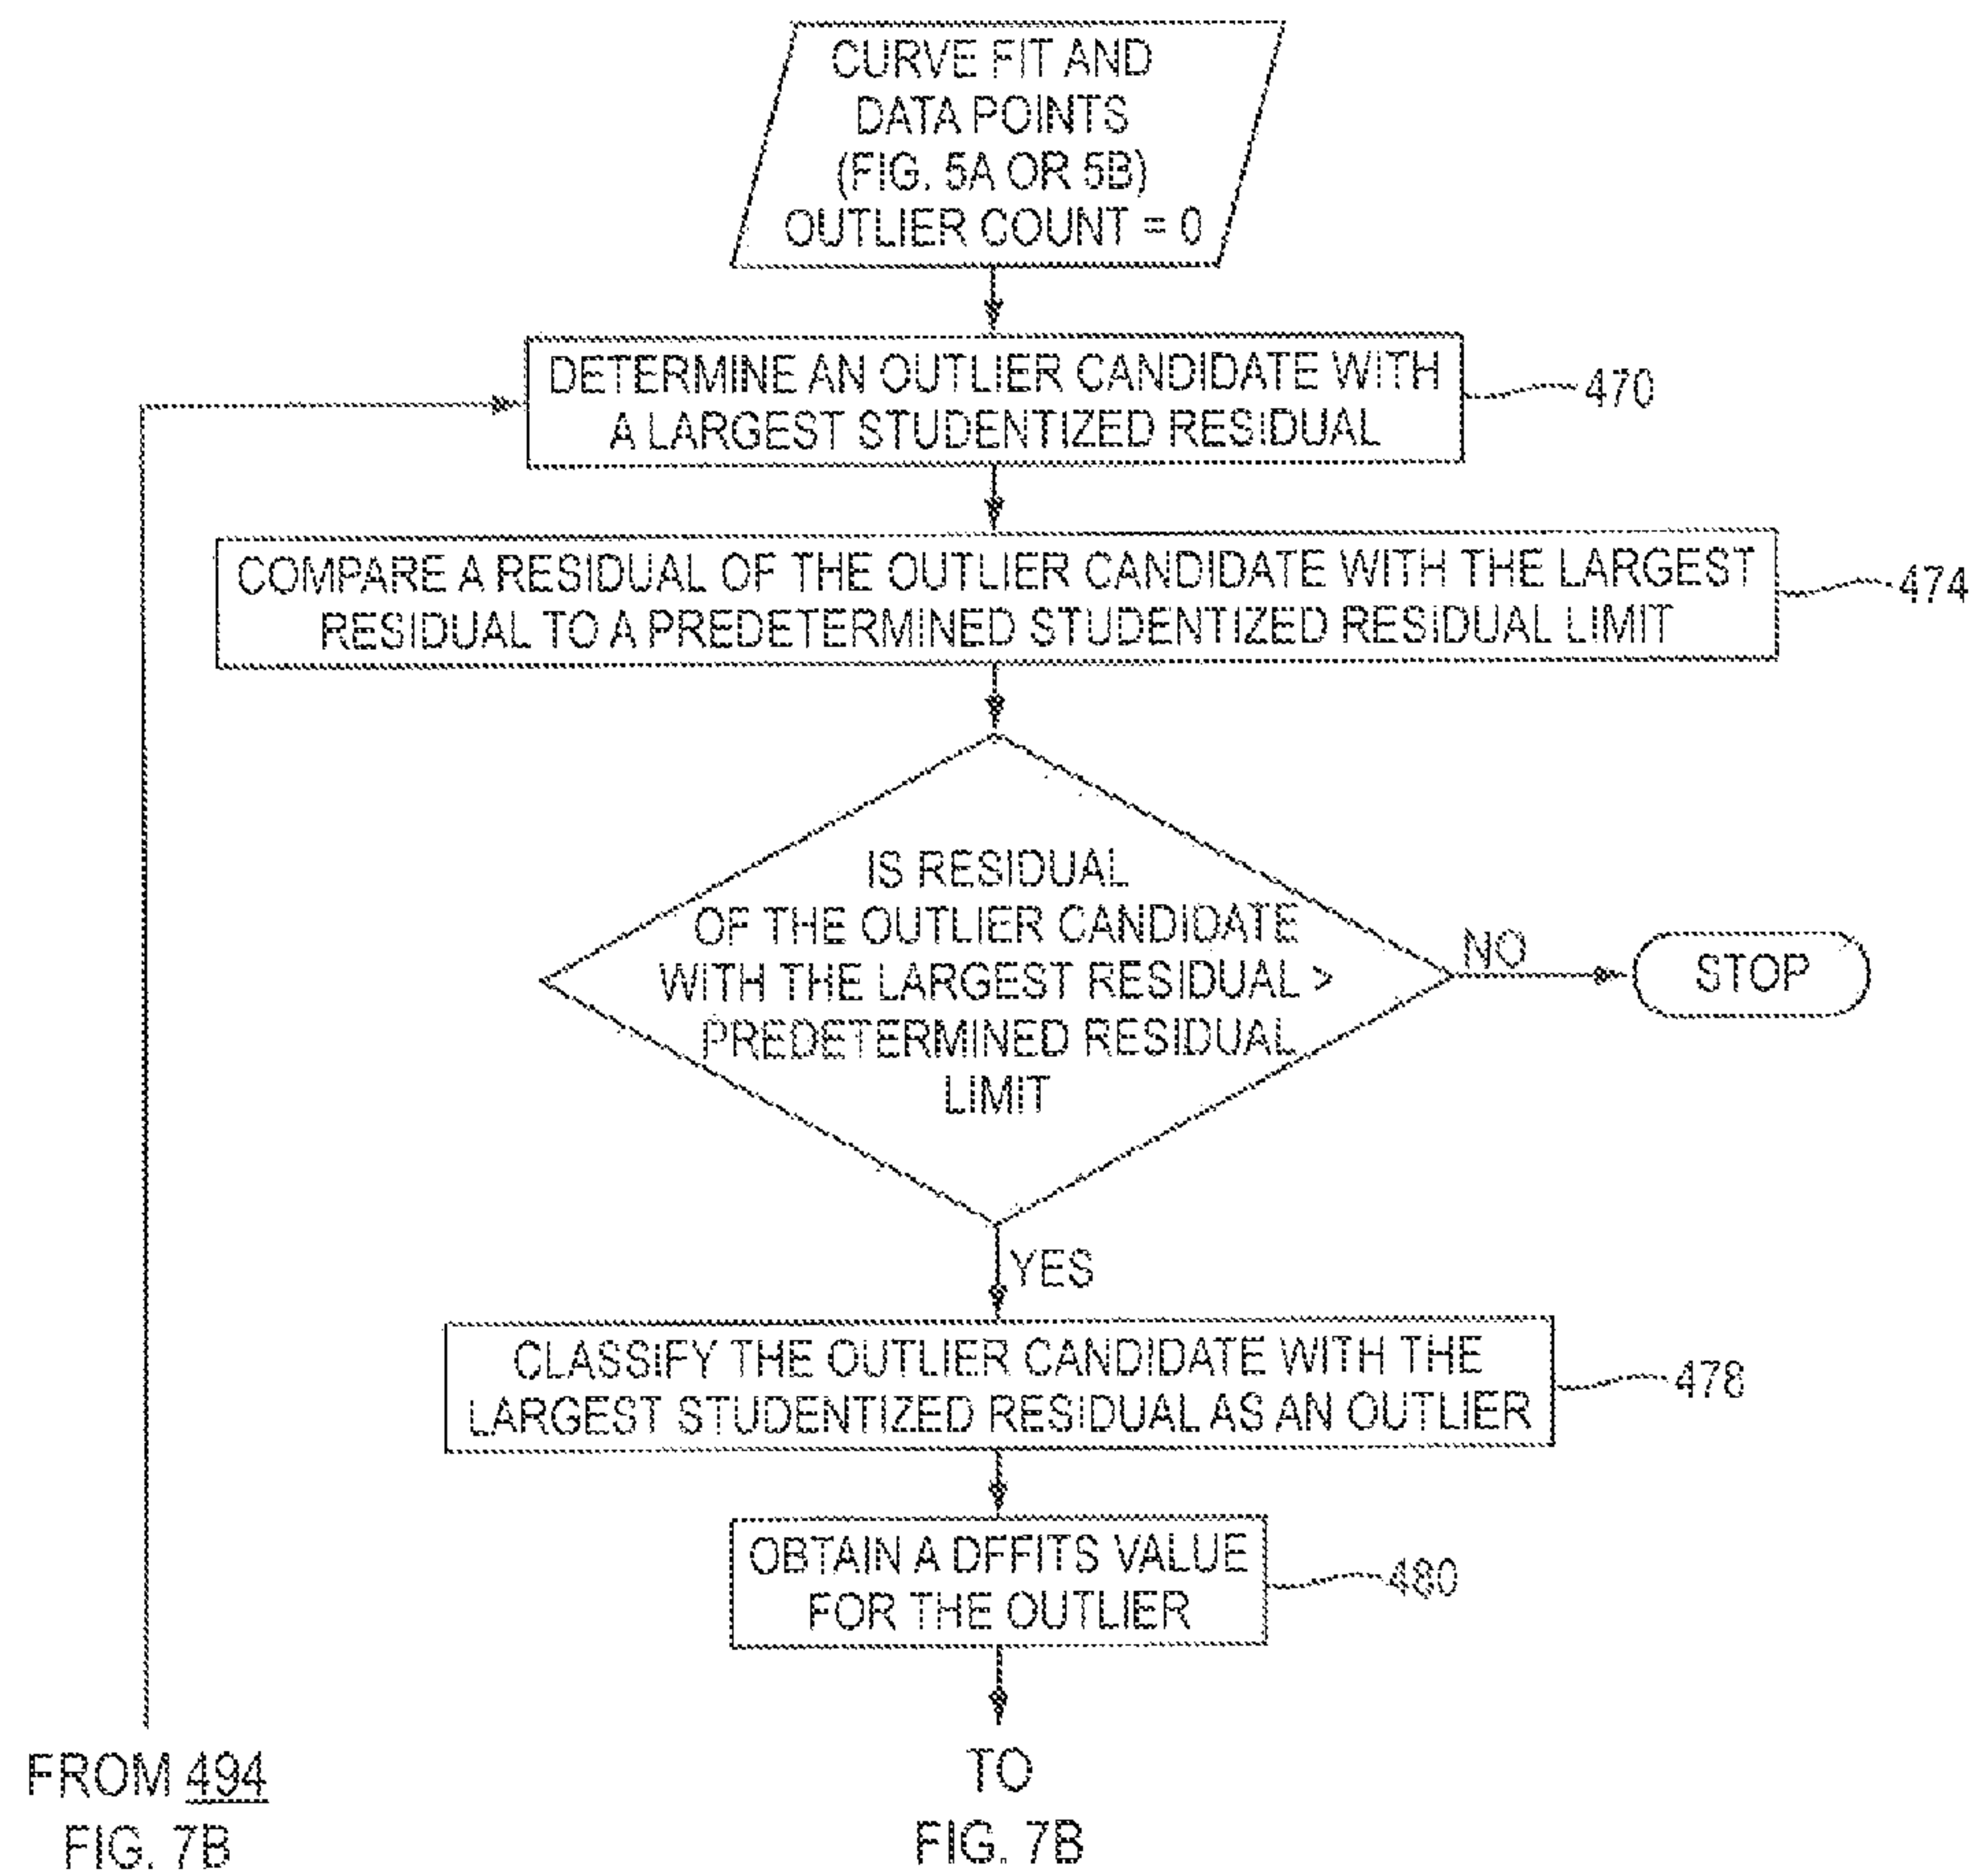 CURVE FIT AND
DATA POINTS
(FIG. 5A OR 5B)
OUTLIER COUNT = 0
DETERMINE AN OUTLIER CANDIDATE WITH
A LARGEST STUDENTIZED RESIDUAL
470
COMPARE A RESIDUAL OF THE OUTLIER CANDIDATE WITH THE LARGEST
RESIDUAL TO A PREDETERMINED STUDENTIZED RESIDUAL LIMIT
474
IS RESIDUAL
OF THE OUTLIER CANDIDATE
WITH THE LARGEST RESIDUAL >
PREDETERMINED RESIDUAL
LIMIT
NO
STOP
YES
CLASSIFY THE OUTLIER CANDIDATE WITH THE
LARGEST STUDENTIZED RESIDUAL AS AN OUTLIER
478
OBTAIN A DFFITS VALUE
FOR THE OUTLIER
480
FROM 494
FIG. 7B
TO
FIG. 7B